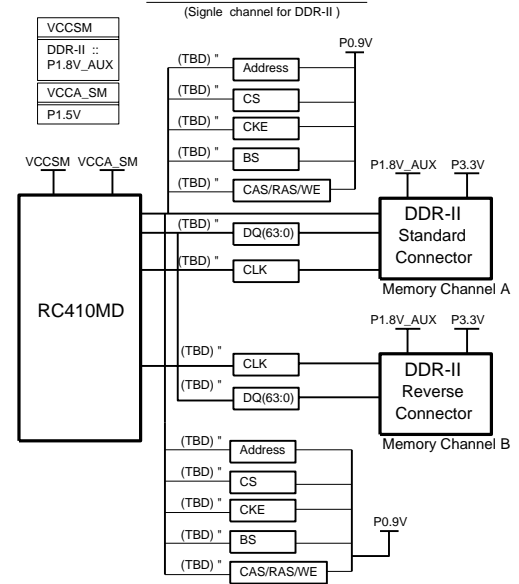 (Signle channel for DDR-II )
VCCSM
DDR-II ::
P1.8V_AUX
VCCA_SM
P1.5V
P0.9V
(TBD) " Address
(TBD) " CS
(TBD) " CKE
(TBD) " BS
(TBD) " CAS/RAS/WE
VCCSM VCCA_SM
P1.8V_AUX P3.3V
RC410MD
(TBD) " DQ(63:0)
(TBD) " CLK
DDR-II
Standard
Connector
Memory Channel A
P1.8V_AUX P3.3V
(TBD) " CLK
(TBD) " DQ(63:0)
DDR-II
Reverse
Connector
Memory Channel B
(TBD) " Address
(TBD) " CS
(TBD) " CKE
(TBD) " BS
(TBD) " CAS/RAS/WE
P0.9V